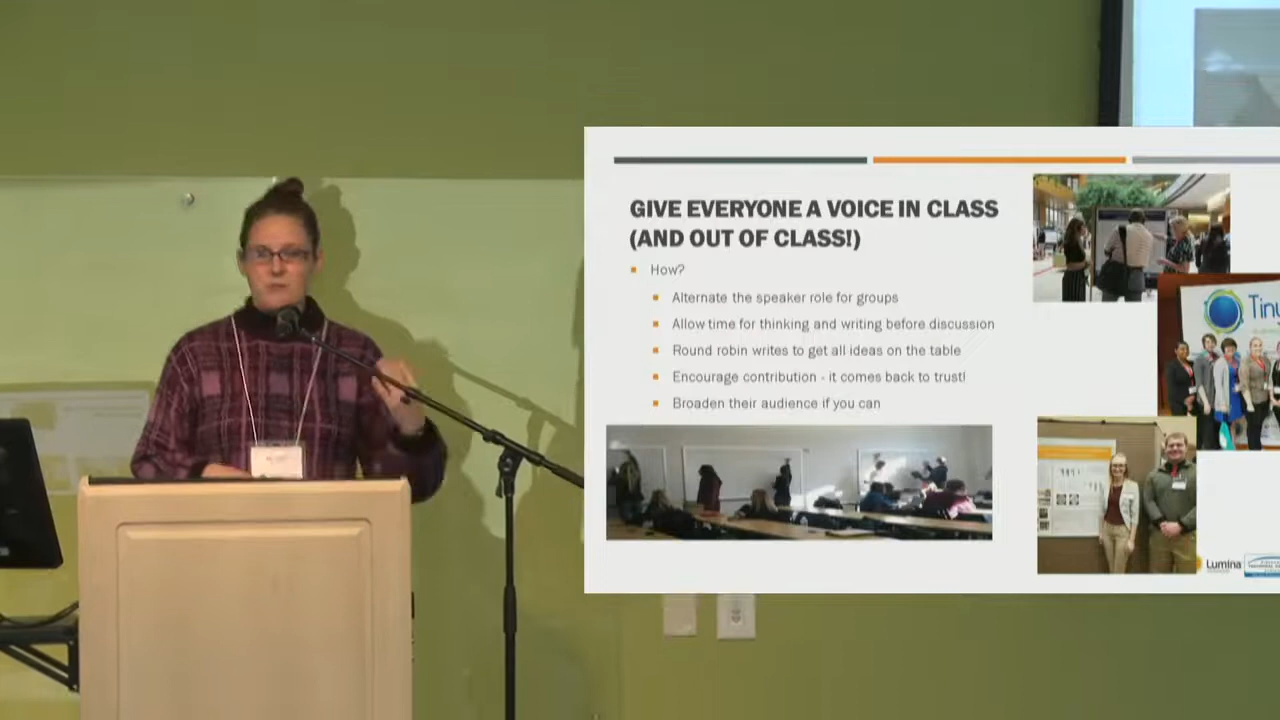 GIVE EVERYONE A VOICE IN CLASS
(AND OUT OF CLASS!)
How?
Alternate the speaker role for groups
Allow time for thinking and writing before discussion
Round robin writes to get all ideas on the table
Encourage contribution - it comes back to trust!
Broaden their audience if you can
Tiny
Lumina